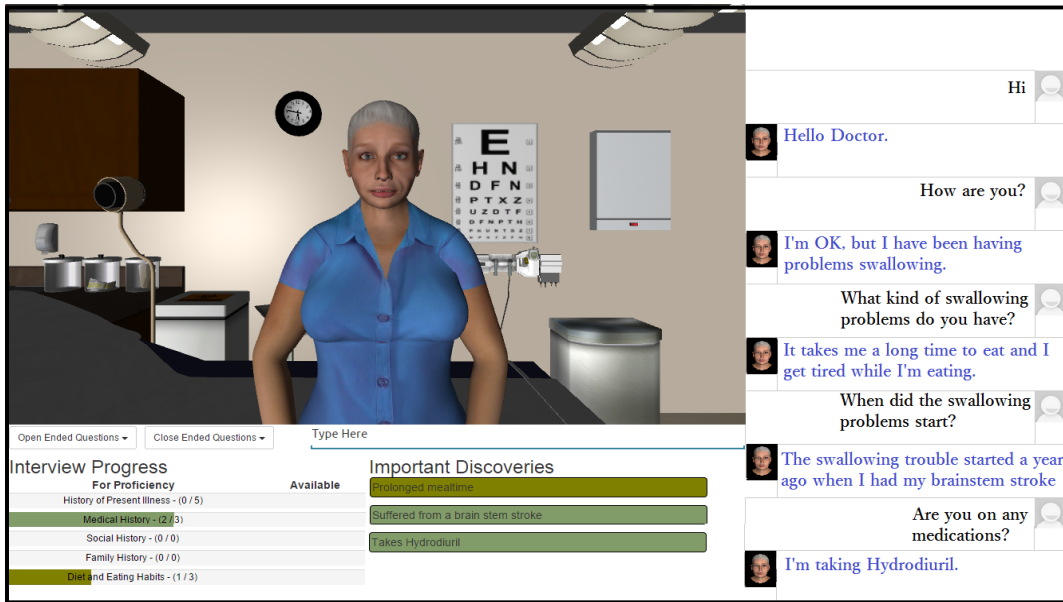 E
H N
D F N
P T X Z
U Z D T F
D F N P T H
Hi
Hello Doctor.
How are you?
I'm OK, but I have been having
problems swallowing.
What kind of swallowing
problems do you have?
It takes me a long time to eat and I
get tired while I'm eating.
When did the swallowing
problems start?
The swallowing trouble started a year
ago when I had my brainstem stroke
Are you on any
medications?
I'm taking Hydrodiuril.
Open Ended Questions
Close Ended Questions
Type Here
Interview Progress
For Proficiency Available
History of Present Illness - (0 / 5)
Medical History - (2 / 3)
Social History - (0 / 0)
Family History - (0 / 0)
Diet and Eating Habits - (1 / 3)
Important Discoveries
Prolonged mealtime
Suffered from a brain stem stroke
Takes Hydrodiuril